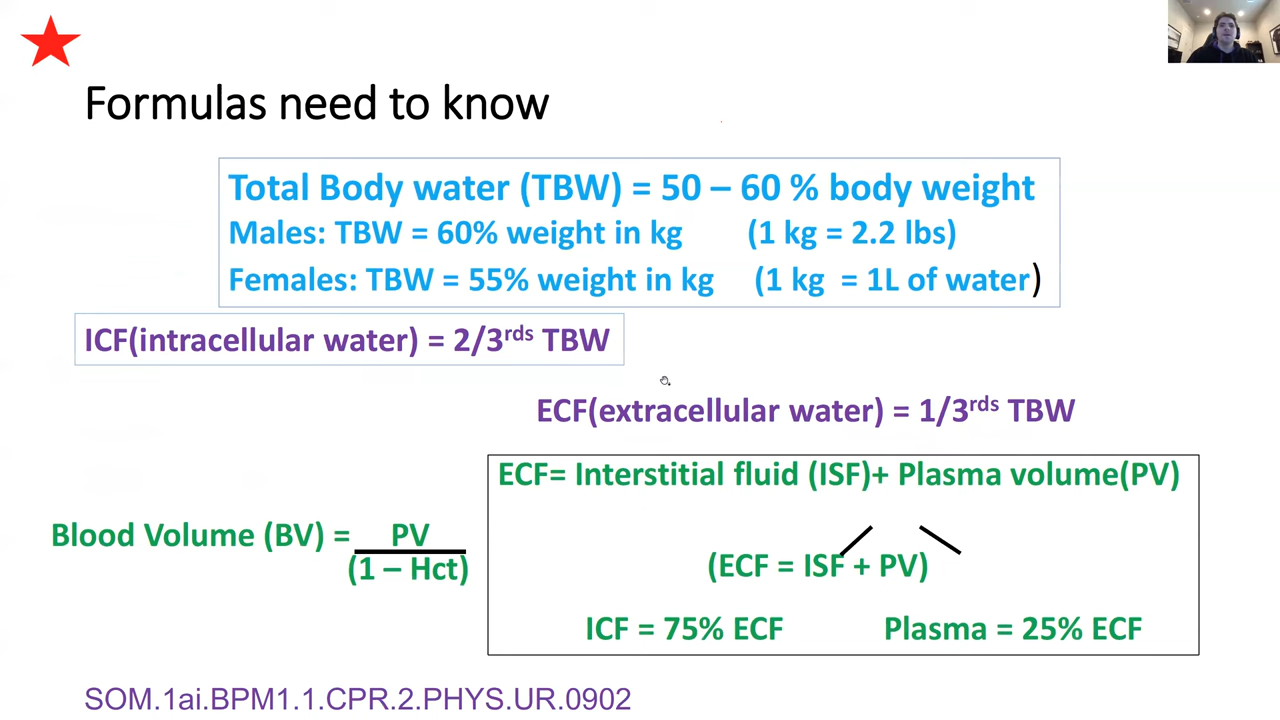 Formulas need to know
Total Body water (TBW) = 50 – 60 % body weight
Males: TBW = 60% weight in kg (1 kg = 2.2 lbs)
Females: TBW = 55% weight in kg (1 kg = 1L of water)
ICF(intracellular water) = 2/3rds TBW
ECF(extracellular water) = 1/3rds TBW
ECF= Interstitial fluid (ISF)+ Plasma volume(PV)
Blood Volume (BV) = PV
(1 – Hct)
(ECF = ISF + PV)
ICF = 75% ECF Plasma = 25% ECF
SOM.1ai.BPM1.1.CPR.2.PHYS.UR.0902